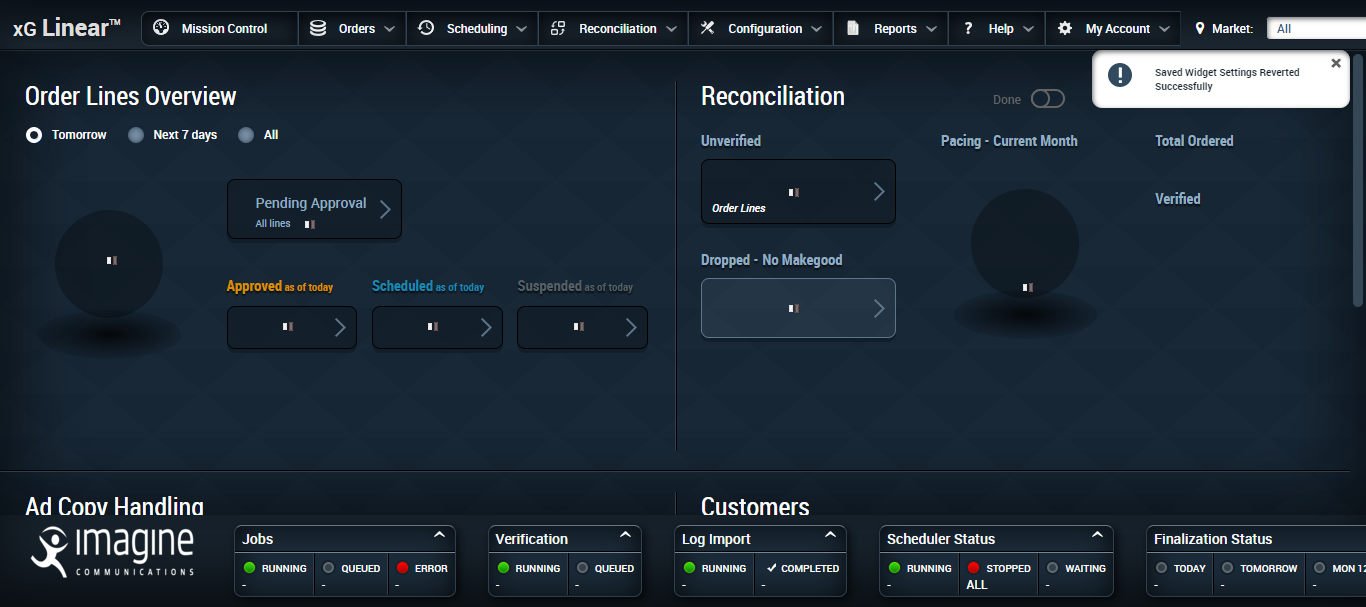 xG Linear™
Mission Control
Orders
Scheduling
Reconciliation
Configuration
Reports
? Help
My Account
Market:
All
Saved Widget Settings Reverted
Successfully
Order Lines Overview
Tomorrow
Next 7 days
All
Pending Approval
All lines
Approved as of today
Scheduled as of today
Suspended as of today
Reconciliation
Done
Unverified
Order Lines
Dropped - No Makegood
Pacing - Current Month
Total Ordered
Verified
Ad Copy Handling
Customers
imagine
COMMUNICATIONS
Jobs
RUNNING
-
QUEUED
-
ERROR
-
Verification
RUNNING
-
QUEUED
-
Log Import
RUNNING
-
COMPLETED
-
Scheduler Status
RUNNING
-
STOPPED
ALL
WAITING
-
Finalization Status
TODAY
-
TOMORROW
-
MON 12
-